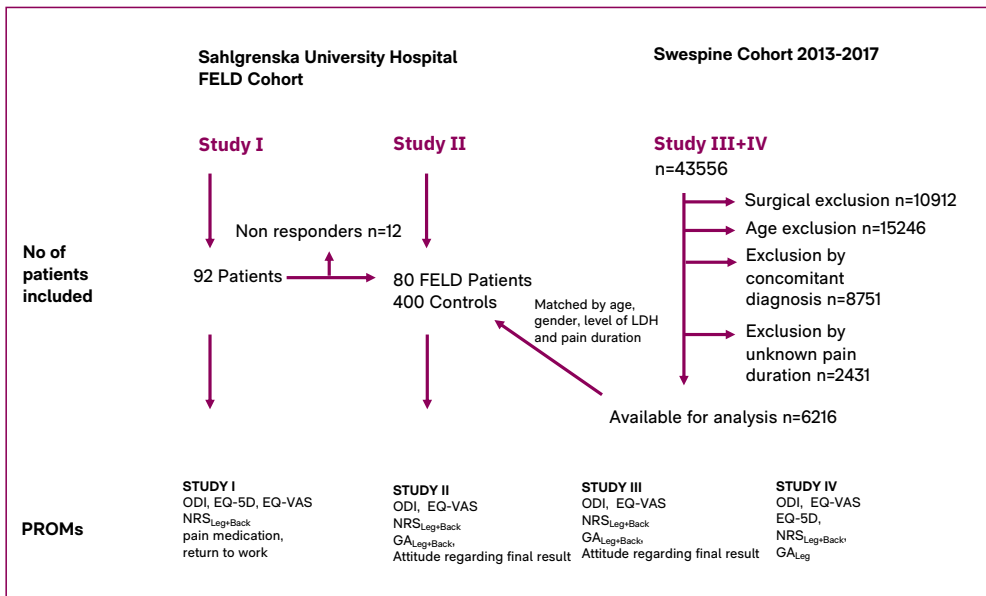 Sahlgrenska University Hospital
FELD Cohort
Swespine Cohort 2013-2017
Study I
Study II
Study III+IV
n=43556
Surgical exclusion n=10912
Age exclusion n=15246
Exclusion by
concomitant
diagnosis n=8751
Exclusion by
unknown pain
duration n=2431
Non responders n=12
No of
patients
included
92 Patients
80 FELD Patients
400 Controls
Matched by age,
gender, level of LDH
and pain duration
Available for analysis n=6216
PROMs
STUDY I
ODI, EQ-5D, EQ-VAS
NRSLeg+Back
pain medication,
return to work
STUDY II
ODI, EQ-VAS
NRSLeg+Back
GALeg+Back,
Attitude regarding final result
STUDY III
ODI, EQ-VAS
NRSLeg+Back
GALeg+Back,
Attitude regarding final result
STUDY IV
ODI, EQ-VAS
EQ-5D,
NRSLeg+Back,
GALeg